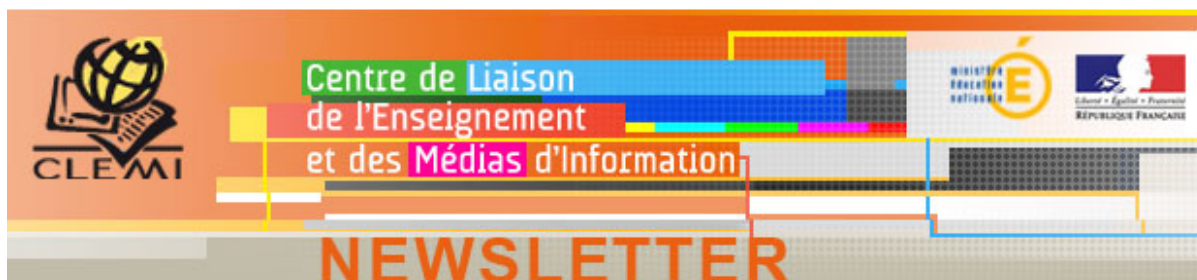 Centre de Liaison
de l'Enseignement
et des Médias d'Information
CLEMI
ministère
éducation
nationale
É
Liberté • Égalité • Fraternité
RÉPUBLIQUE FRANÇAISE
NEWSLETTER